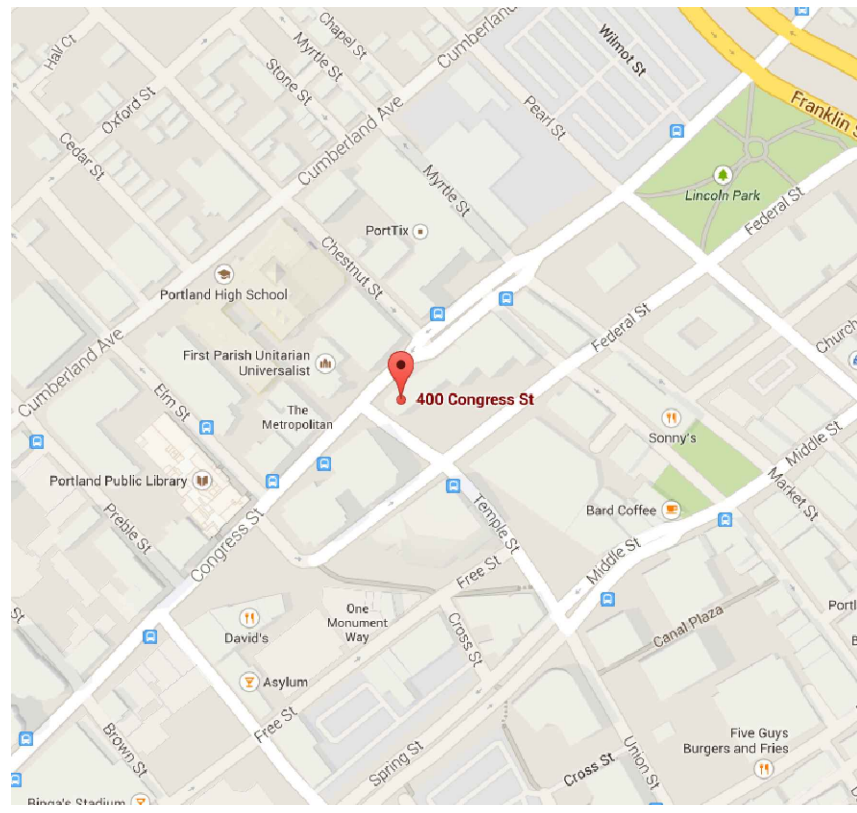 Hall Ct
Chapel St
Myrtle St
Cumberland
Wilmot St
Stone St
Oxford St
Cumberland Ave
Pearl St
Franklin S
Cedar St
Myrtle St
Lincoln Park
Federal St
PortTix
Chestnut St
Portland High School
Federal St
Church
Cumberland Ave
First Parish Unitarian
Universalist
Elm St
400 Congress St
The
Metropolitan
Sonny's
Middle St
Portland Public Library
Market St
Preble St
Temple St
Bard Coffee
Congress St
Middle St
Free St
St
One
Monument
Way
David's
Cross St
Canal Plaza
Portl
Asylum
Free St
Brown St
Spring St
Union St
Cross St
Five Guys
Burgers and Fries
Binga's Stadium